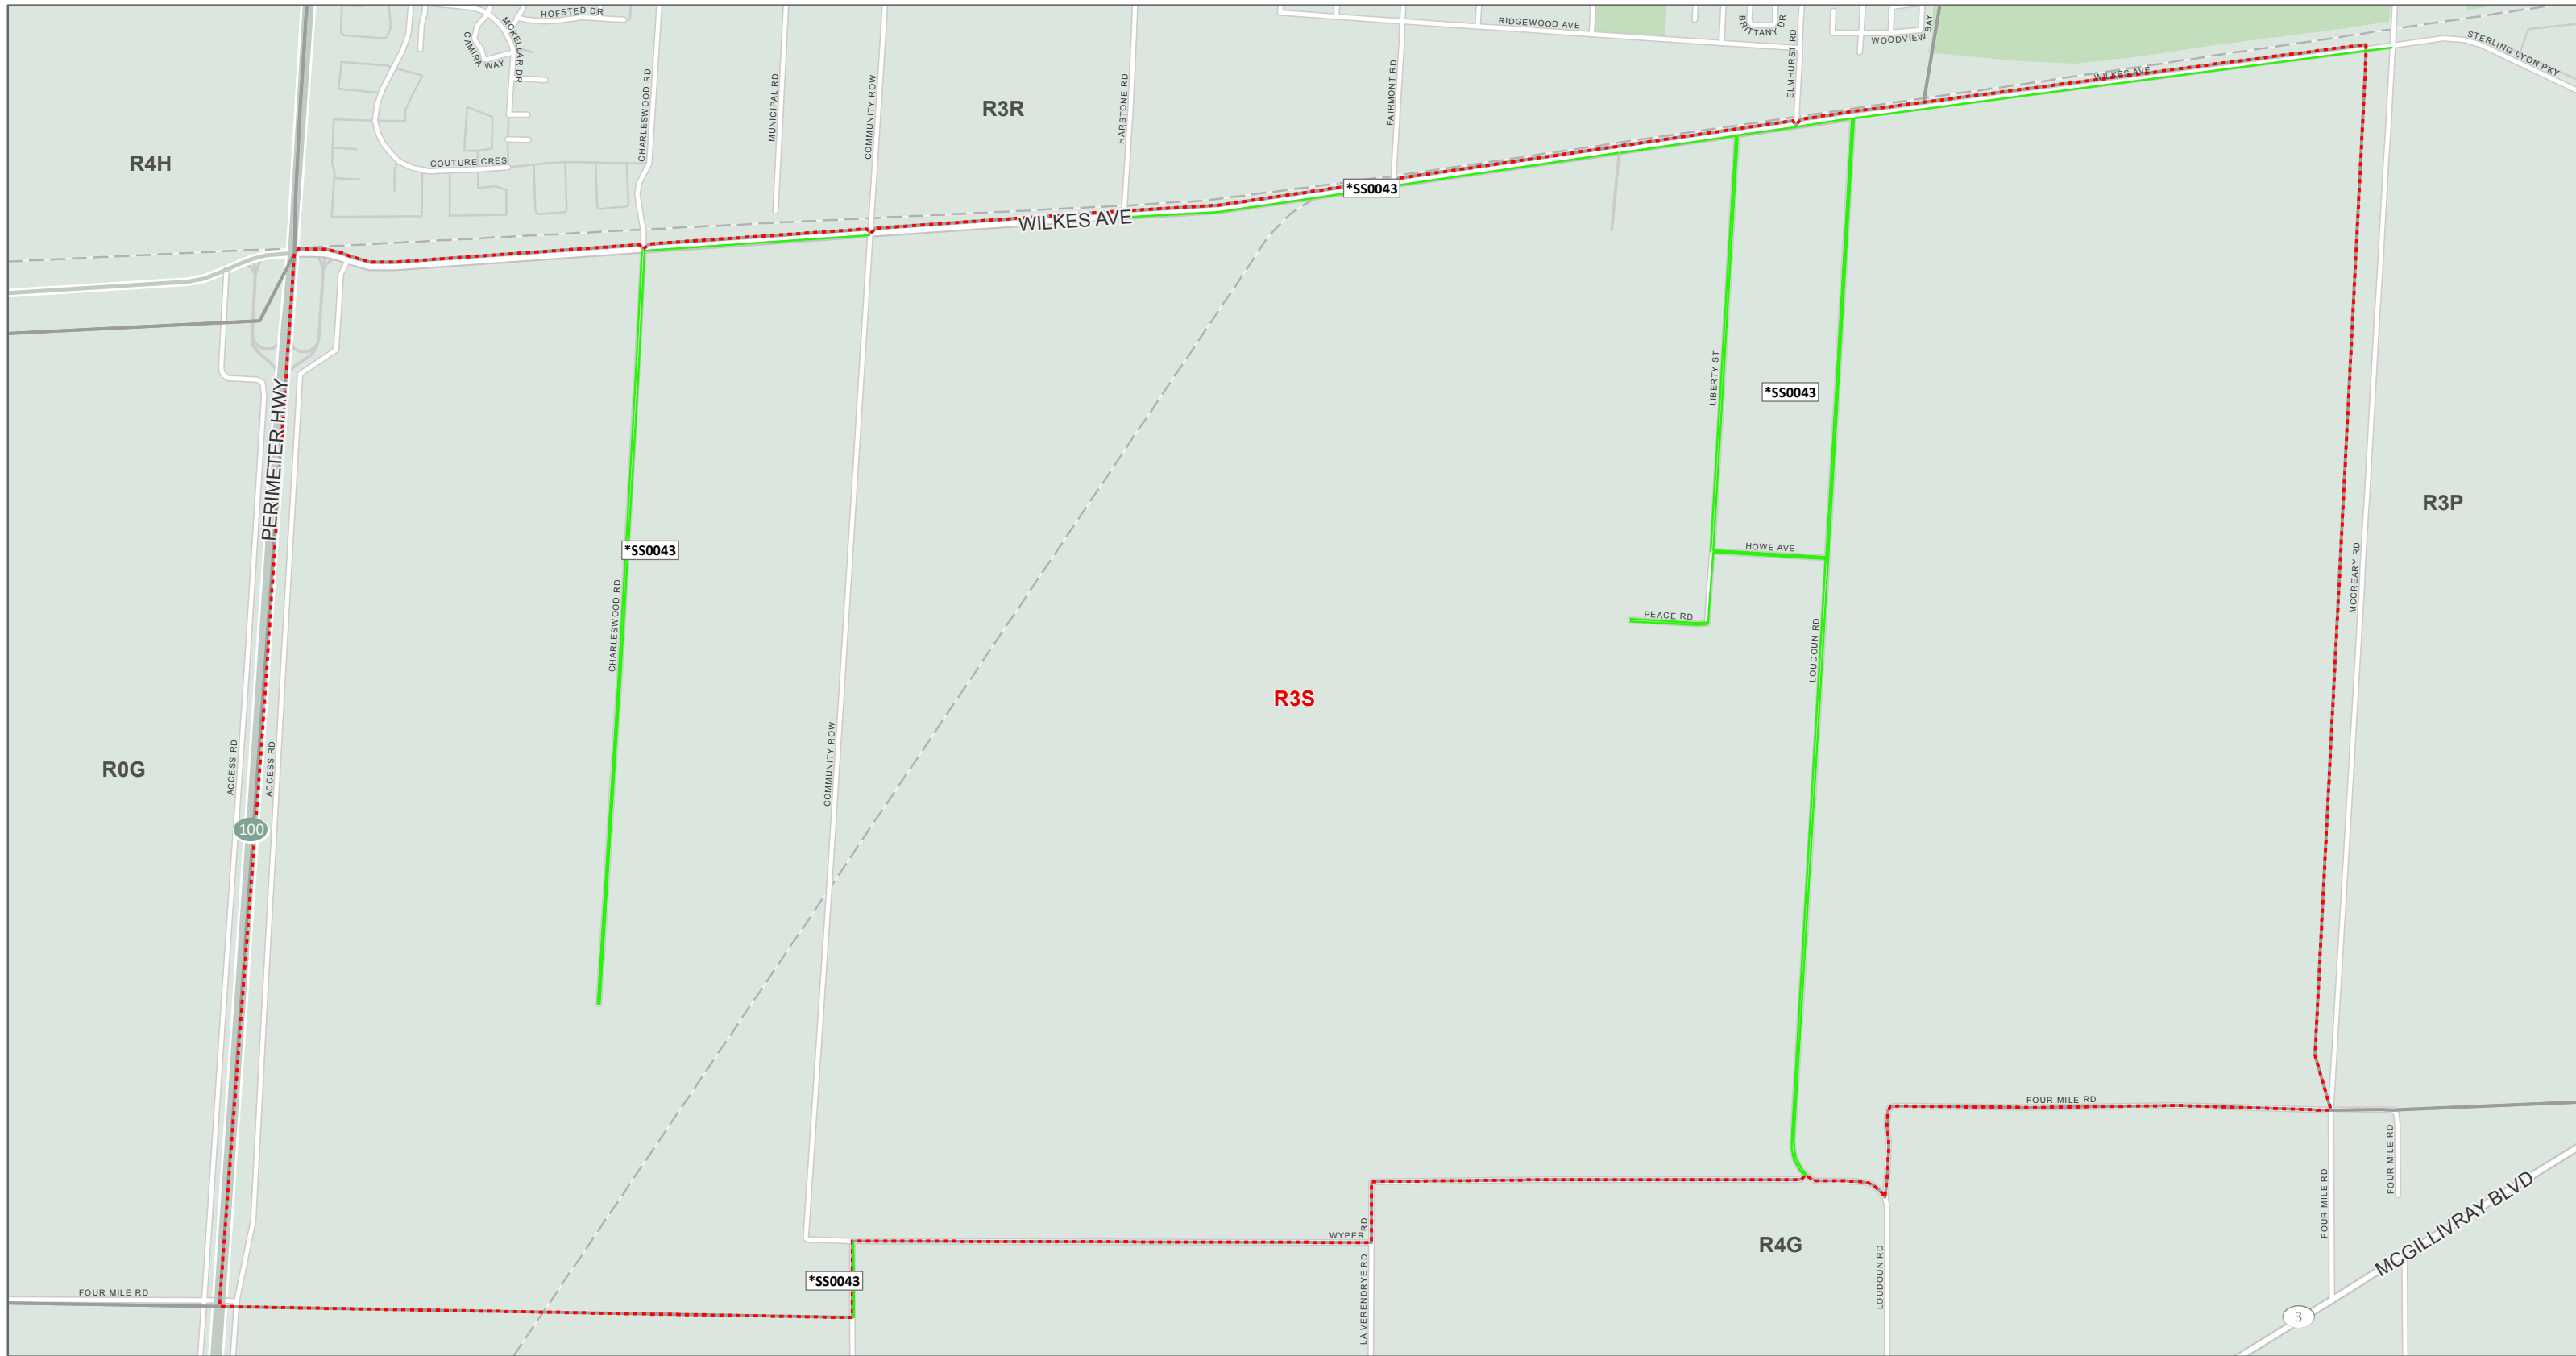 HOFSTED DR
MCKELLAR DR
CAMIRA WAY
RIDGEWOOD AVE
BRITTANY DR
WOODVIEW BAY
STERLING LYON PKY
CHARLESWOOD RD
MUNICIPAL RD
COMMUNITY ROW
HARSTONE RD
FAIRMONT RD
ELMHURST RD
WILKES AVE
R3R
R4H
COUTURE CRES
*SS0043
WILKES AVE
PERIMETER HWY
LIBERTY ST
*SS0043
R3P
*SS0043
HOWE AVE
CHARLESWOOD RD
MCCREARY RD
PEACE RD
LOUDOUN RD
R3S
R0G
ACCESS RD
ACCESS RD
COMMUNITY ROW
100
FOUR MILE RD
FOUR MILE RD
FOUR MILE RD
WYPER RD
R4G
MCGILLIVRAY BLVD
*SS0043
FOUR MILE RD
LA VERENDRYE RD
LOUDOUN RD
3